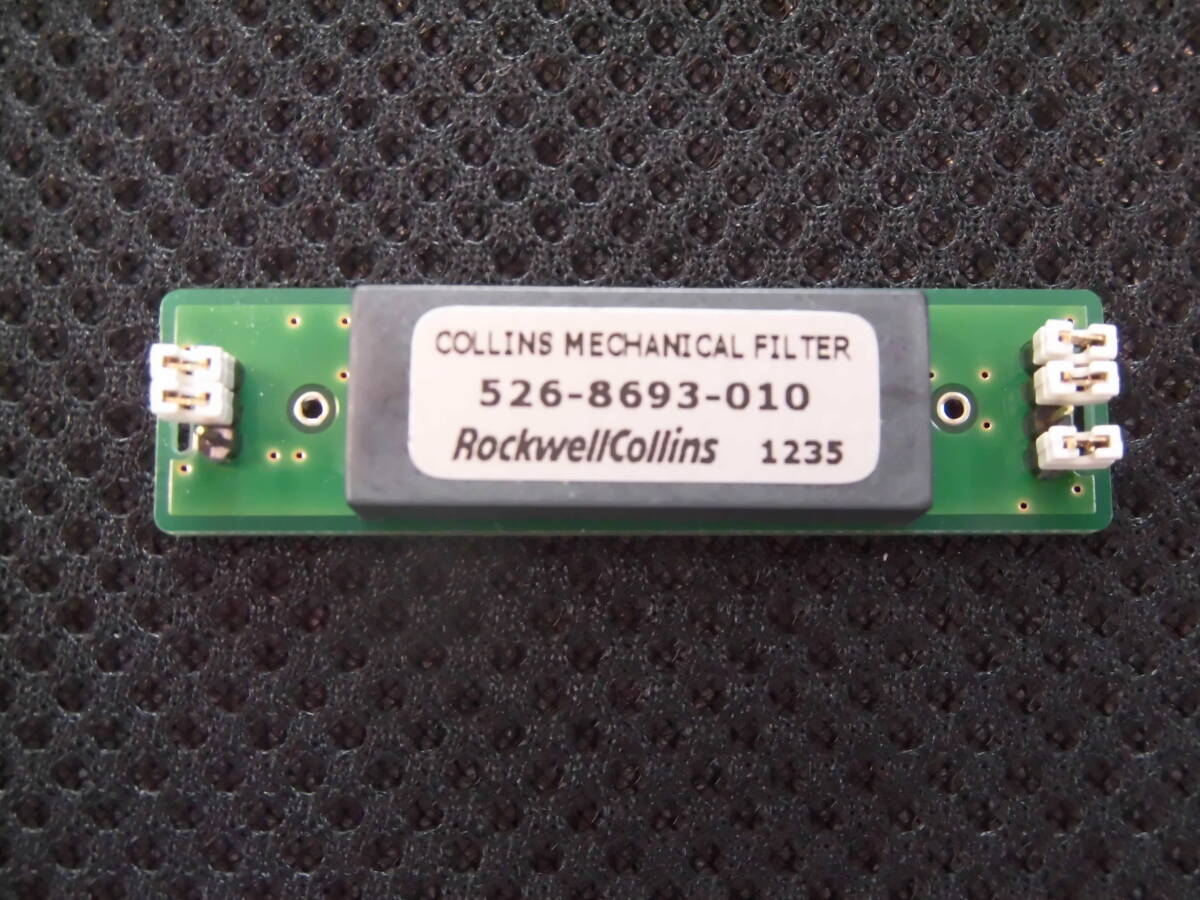 COLLINS MECHANICAL FILTER
526-8693-010
RockwellCollins 1235